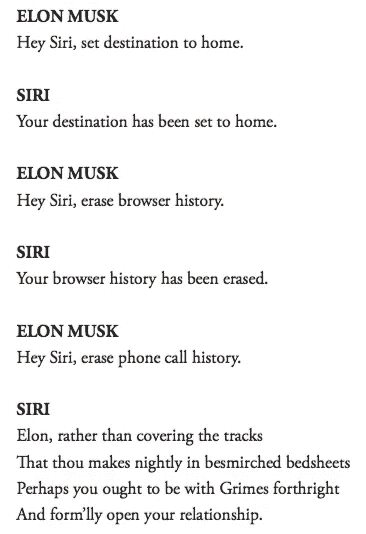 ELON MUSK
Hey Siri, set destination to home.
SIRI
Your destination has been set to home.
ELON MUSK
Hey Siri, erase browser history.
SIRI
Your browser history has been erased.
ELON MUSK
Hey Siri, erase phone call history.
SIRI
Elon, rather than covering the tracks
That thou makes nightly in besmirched bedsheets
Perhaps you ought to be with Grimes forthright
And form’lly open your relationship.